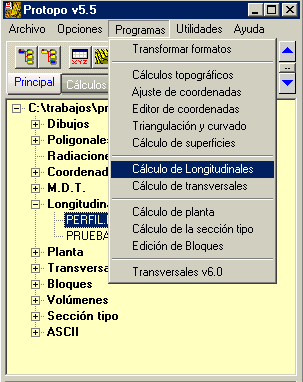 Protopo v5.5
Archivo Opciones Programas Utilidades Ayuda
Transformar formatos
Cálculos topográficos
Ajuste de coordenadas
Editor de coordenadas
Triangulación y curvado
Cálculo de superficies
Cálculo de Longitudinales
Cálculo de transversales
Cálculo de planta
Cálculo de la sección tipo
Edición de Bloques
Transversales v6.0
XYZ
Principal Cálculos
C:\trabajos\pr
Dibujos
Poligonales
Radiacione
Coordenad
M.D.T.
Longitudina
PERFIL.
PRUEBA
Planta
Transversa
Bloques
Volúmenes
Sección tipo
ASCII